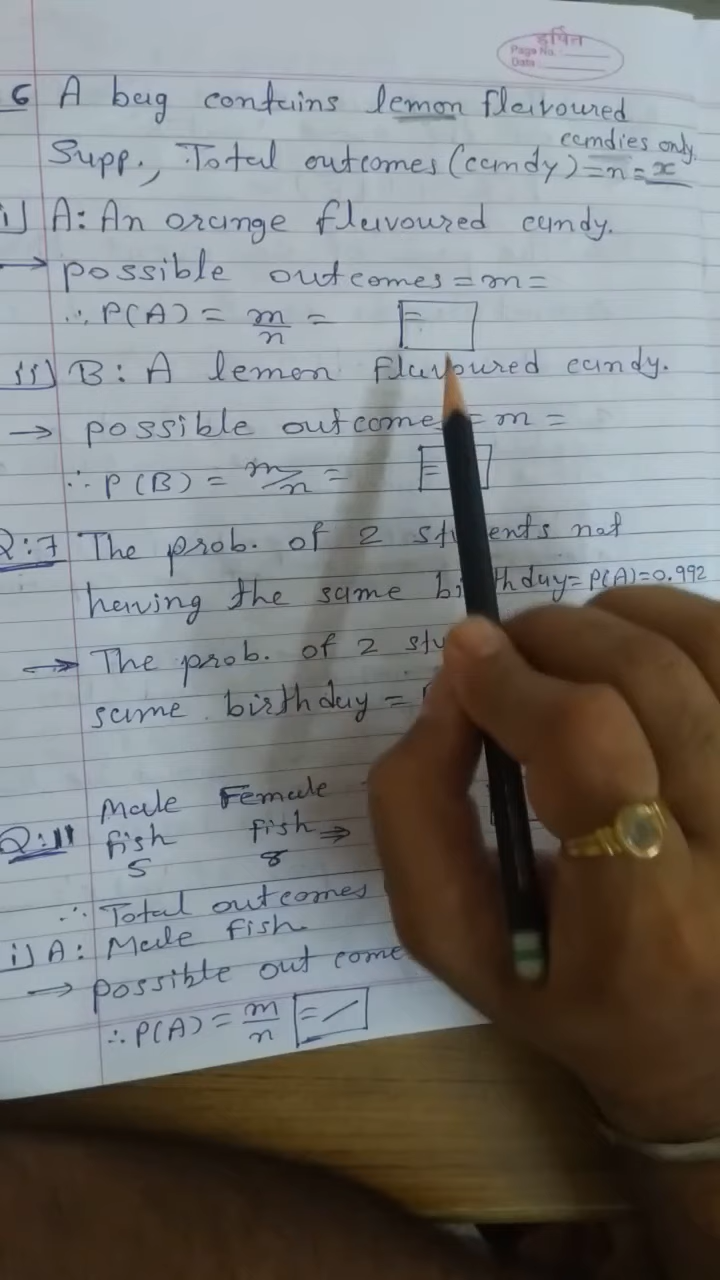 हर्षित
Page No.:
Date:
6 A bag contains lemon flavoured
candies only.
Supp., Total outcomes (candy) = n = x
i) A: An orange flavoured candy.
→ possible outcomes = m =
∴ P(A) = m/n = =
ii) B: A lemon flavoured candy.
→ possible outcome = m =
∴ P(B) = m/n = =
Q:7 The prob. of 2 students not
having the same birthday = P(A) = 0.992
→ The prob. of 2
same birthday =
Male Female
Q:11 fish fish ⇒
5 8
∴ Total outcomes
i) A: Male fish.
→ possible out come
∴ P(A) = m/n =